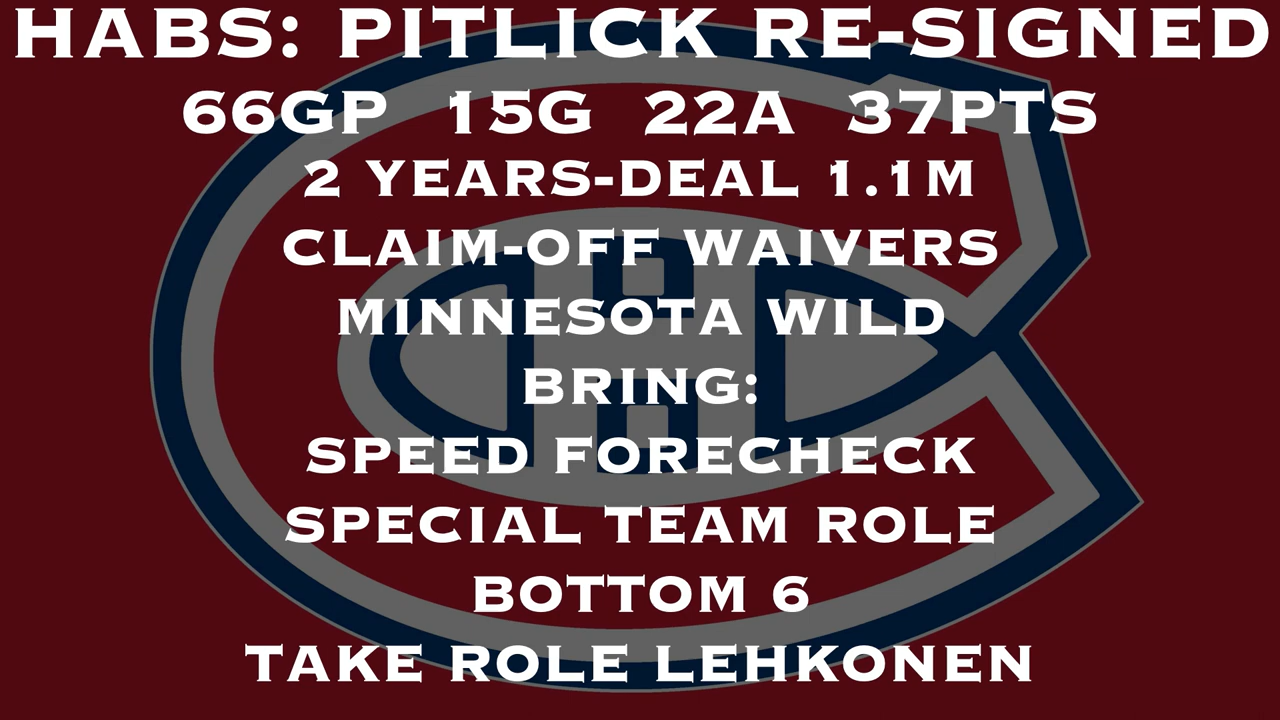 HABS: PITLICK RE-SIGNED
66GP 15G 22A 37PTS
2 YEARS-DEAL 1.1M
CLAIM-OFF WAIVERS
MINNESOTA WILD
BRING:
SPEED FORECHECK
SPECIAL TEAM ROLE
BOTTOM 6
TAKE ROLE LEHKONEN